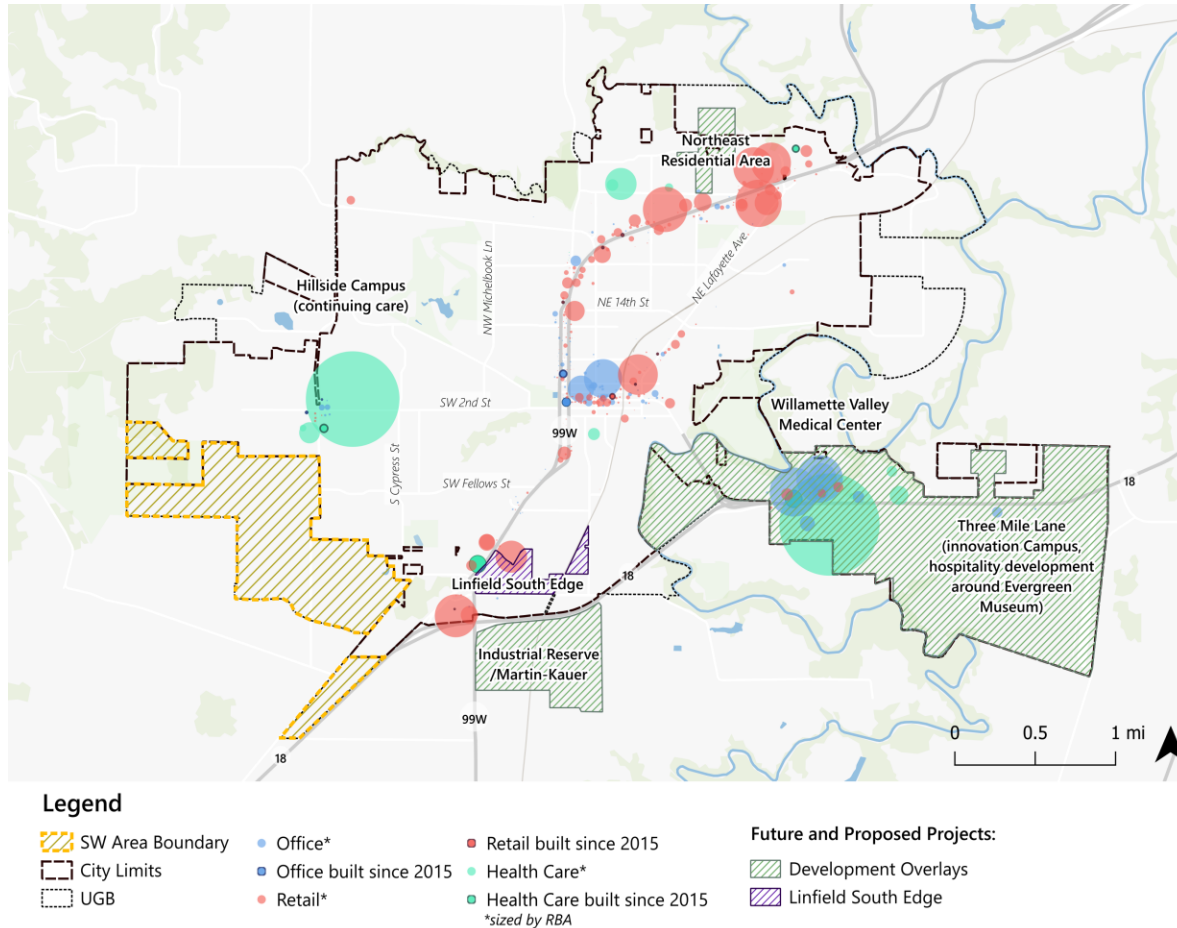 Northeast
Residential Area
Hillside Campus
(continuing care)
NW Michelbook Ln
NE 14th St
NE Lafayette Ave.
SW 2nd St
99W
S Cypress St
SW Fellows St
Willamette Valley
Medical Center
18
Three Mile Lane
(innovation Campus,
hospitality development
around Evergreen
Museum)
Linfield South Edge
18
Industrial Reserve
/Martin-Kauer
99W
18
0 0.5 1 mi
Legend
SW Area Boundary
City Limits
UGB
Office*
Office built since 2015
Retail*
Retail built since 2015
Health Care*
Health Care built since 2015
*sized by RBA
Future and Proposed Projects:
Development Overlays
Linfield South Edge